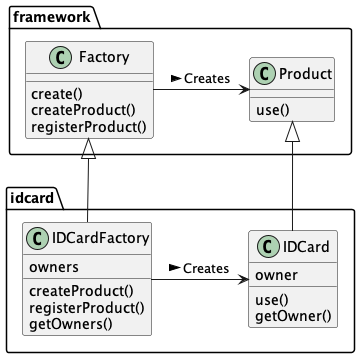 framework
C Factory
create()
createProduct()
registerProduct()
Creates
C Product
use()
idcard
C IDCardFactory
owners
createProduct()
registerProduct()
getOwners()
Creates
C IDCard
owner
use()
getOwner()